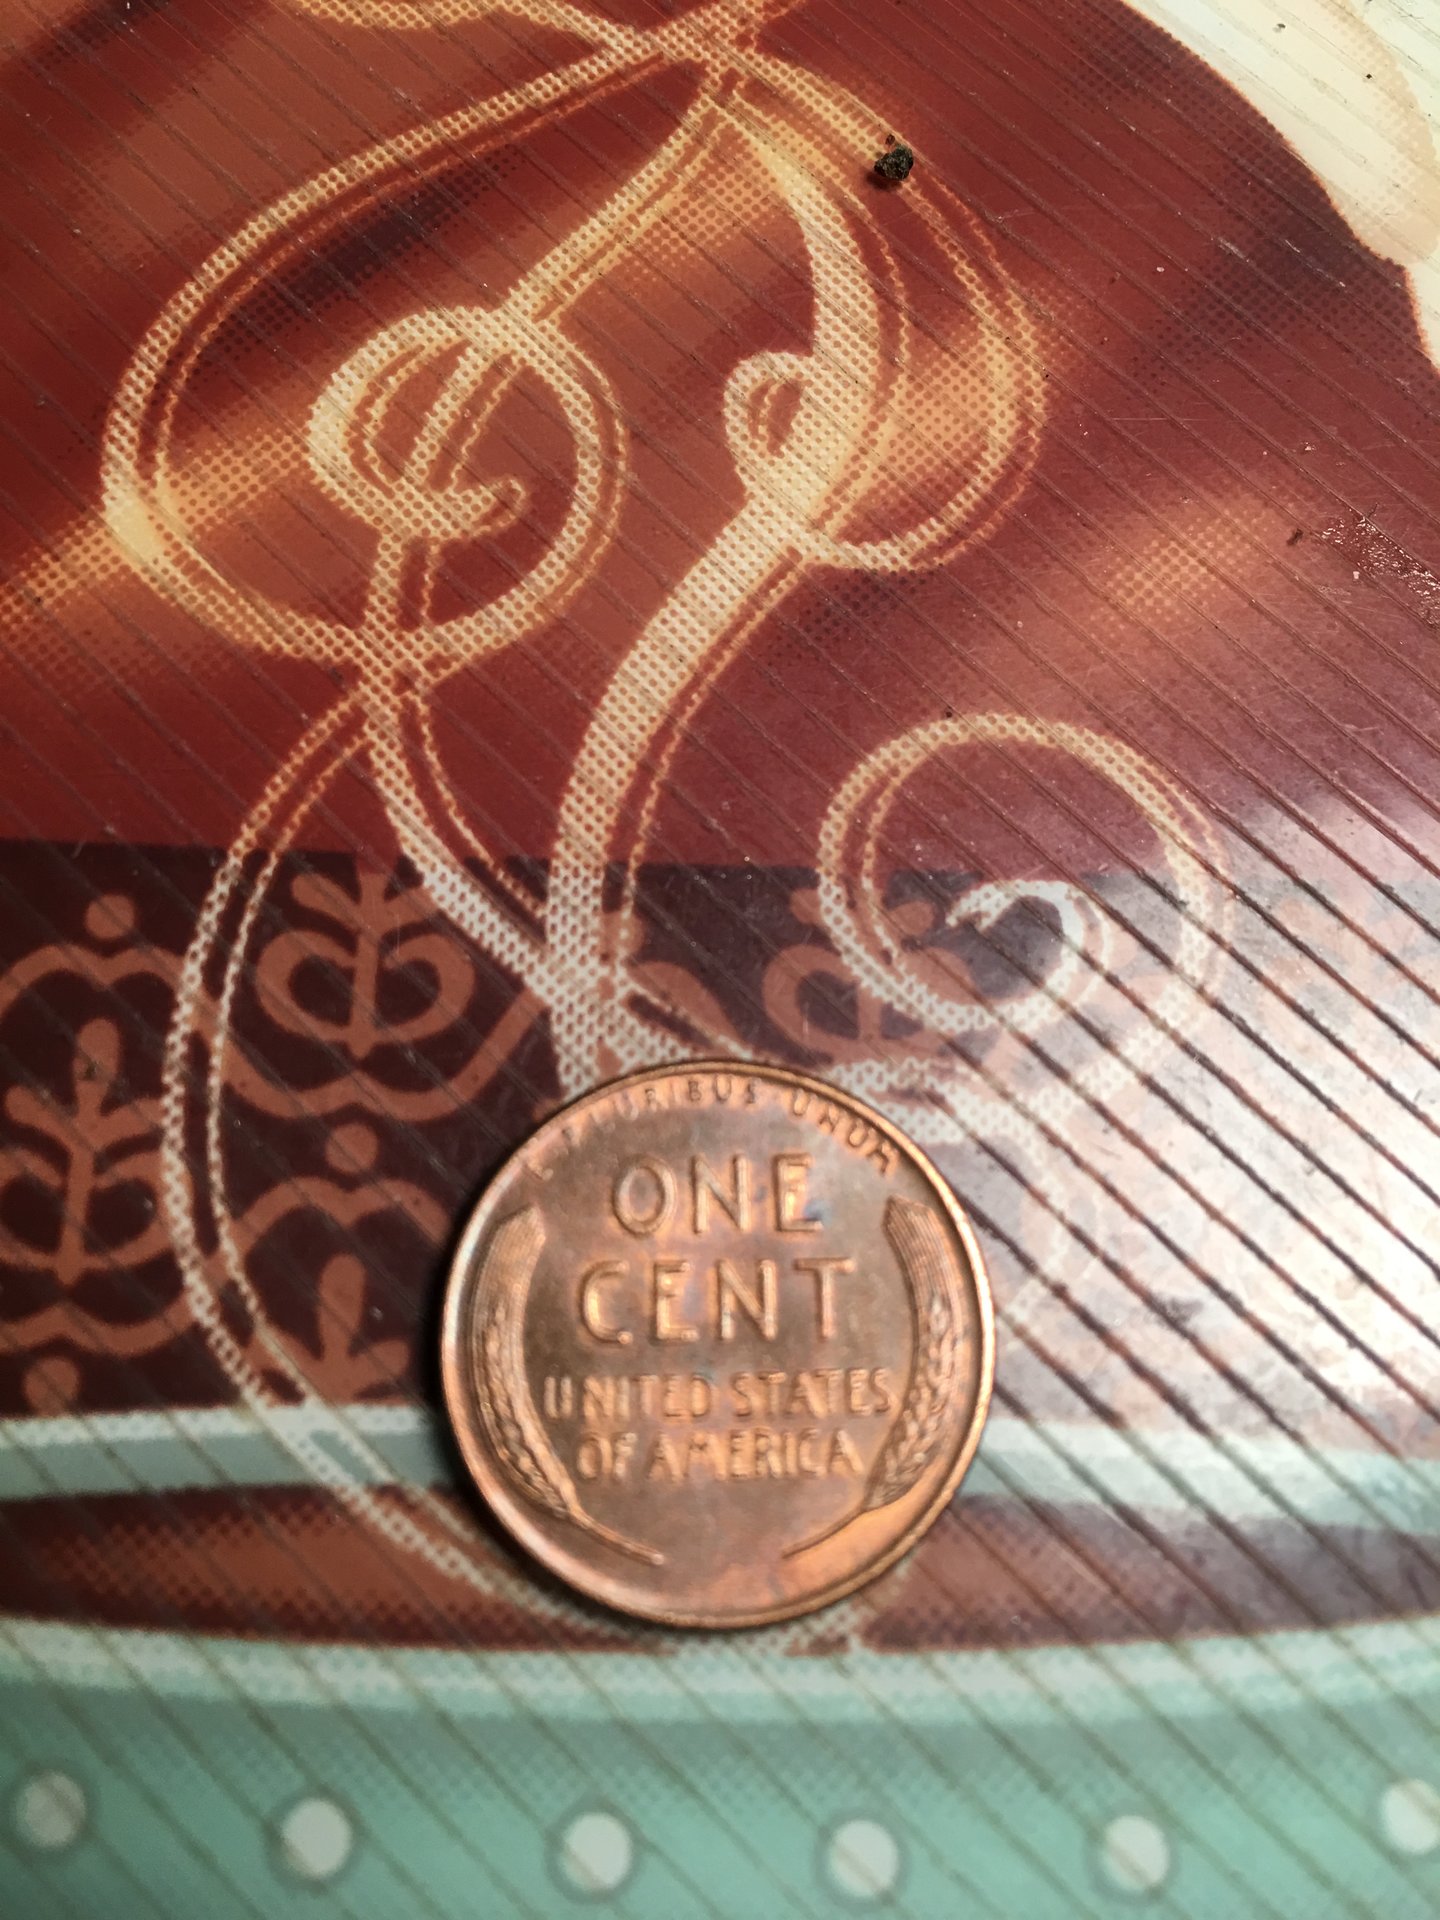 E PLURIBUS UNUM
ONE
CENT
UNITED STATES
OF AMERICA